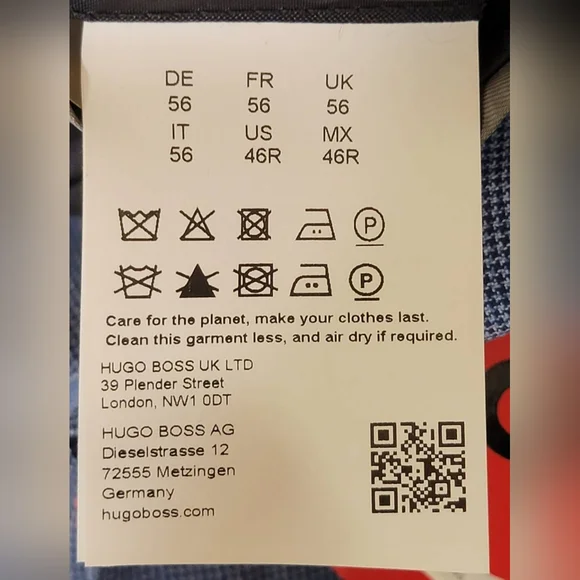 DE FR UK
56 56 56
IT US MX
56 46R 46R
P
P
Care for the planet, make your clothes last.
Clean this garment less, and air dry if required.
HUGO BOSS UK LTD
39 Plender Street
London, NW1 0DT
HUGO BOSS AG
Dieselstrasse 12
72555 Metzingen
Germany
hugoboss.com